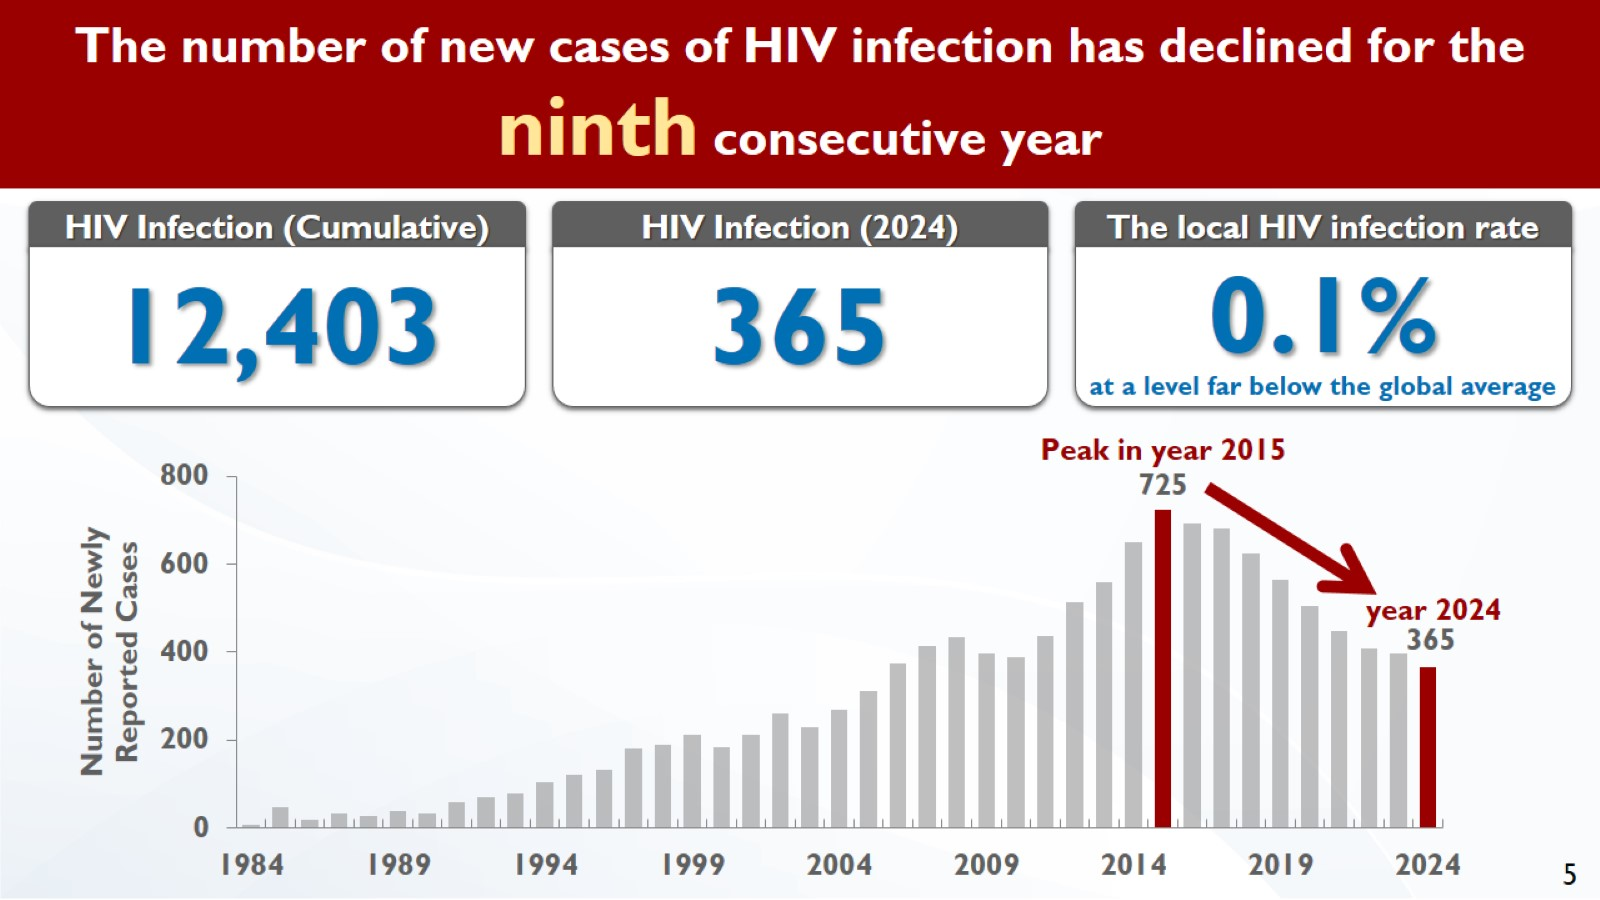 The number of new cases of HIV infection has declined for the
ninth consecutive year
HIV Infection (Cumulative)
12,403
HIV Infection (2024)
365
The local HIV infection rate
0.1%
at a level far below the global average
Peak in year 2015
725
year 2024
365
Number of Newly
Reported Cases
800
600
400
200
0
1984 1989 1994 1999 2004 2009 2014 2019 2024
5